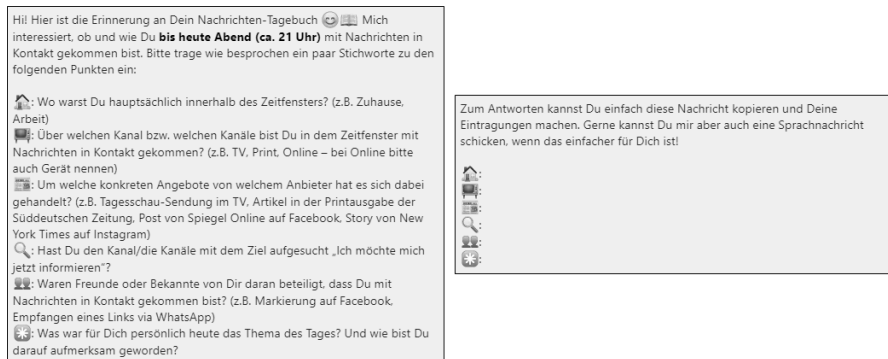 Hi! Hier ist die Erinnerung an Dein Nachrichten-Tagebuch 😊📖 Mich
interessiert, ob und wie Du bis heute Abend (ca. 21 Uhr) mit Nachrichten in
Kontakt gekommen bist. Bitte trage wie besprochen ein paar Stichworte zu den
folgenden Punkten ein:
🏠: Wo warst Du hauptsächlich innerhalb des Zeitfensters? (z.B. Zuhause,
Arbeit)
📺: Über welchen Kanal bzw. welchen Kanäle bist Du in dem Zeitfenster mit
Nachrichten in Kontakt gekommen? (z.B. TV, Print, Online – bei Online bitte
auch Gerät nennen)
📰: Um welche konkreten Angebote von welchem Anbieter hat es sich dabei
gehandelt? (z.B. Tagesschau-Sendung im TV, Artikel in der Printausgabe der
Süddeutschen Zeitung, Post von Spiegel Online auf Facebook, Story von New
York Times auf Instagram)
🔍: Hast Du den Kanal/die Kanäle mit dem Ziel aufgesucht „Ich möchte mich
jetzt informieren"?
👥: Waren Freunde oder Bekannte von Dir daran beteiligt, dass Du mit
Nachrichten in Kontakt gekommen bist? (z.B. Markierung auf Facebook,
Empfangen eines Links via WhatsApp)
✳️: Was war für Dich persönlich heute das Thema des Tages? Und wie bist Du
darauf aufmerksam geworden?
Zum Antworten kannst Du einfach diese Nachricht kopieren und Deine
Eintragungen machen. Gerne kannst Du mir aber auch eine Sprachnachricht
schicken, wenn das einfacher für Dich ist!
🏠:
📺:
📰:
🔍:
👥:
✳️: